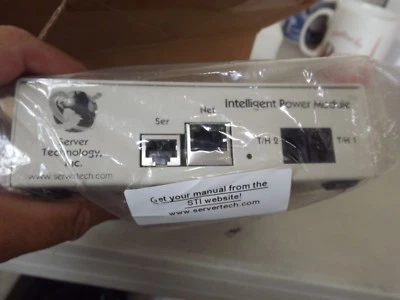 Intelligent Power Module
Ser
Net
T/H 2
T/H 1
Server
Technology,
Inc.
www.servertech.com
Get your manual from the
STI website!
www.servertech.com